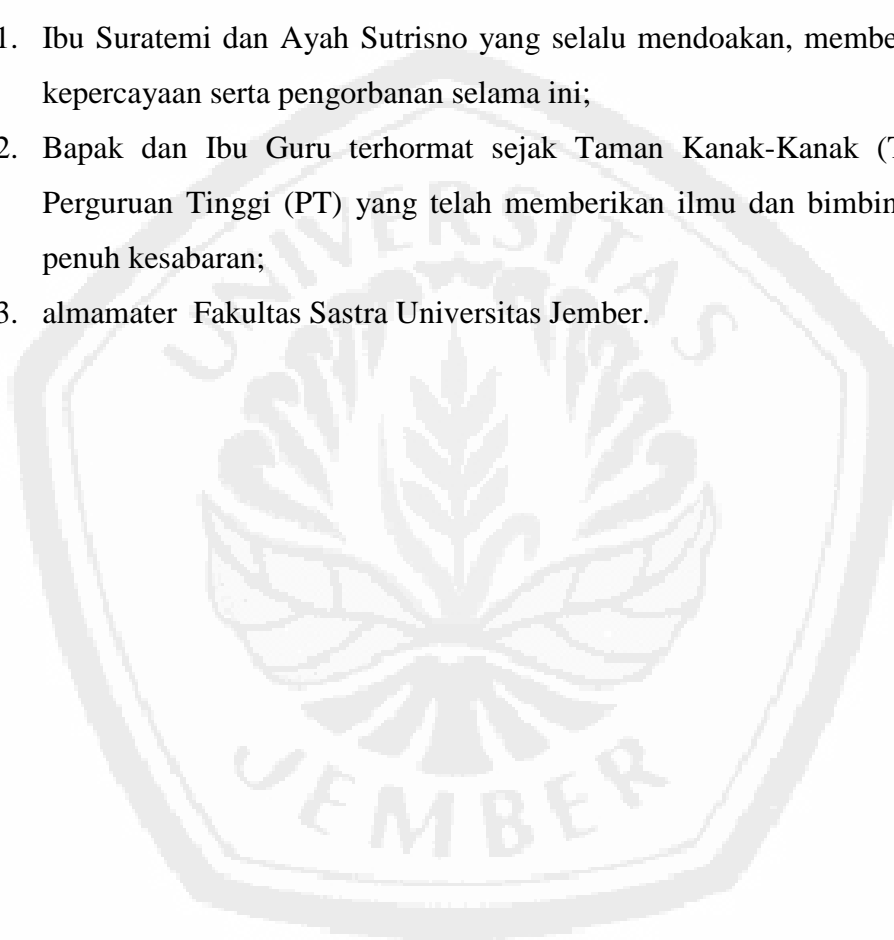 1. Ibu Suratemi dan Ayah Sutrisno yang selalu mendoakan,
kepercayaan serta pengorbanan selama ini;
2. Bapak dan Ibu Guru terhormat sejak Taman Kanak-Kanak
Perguruan Tinggi (PT) yang telah memberikan ilmu dan
penuh kesabaran;
3. almamater Fakultas Sastra Universitas Jember.
UNIVERSITAS
JEMBER